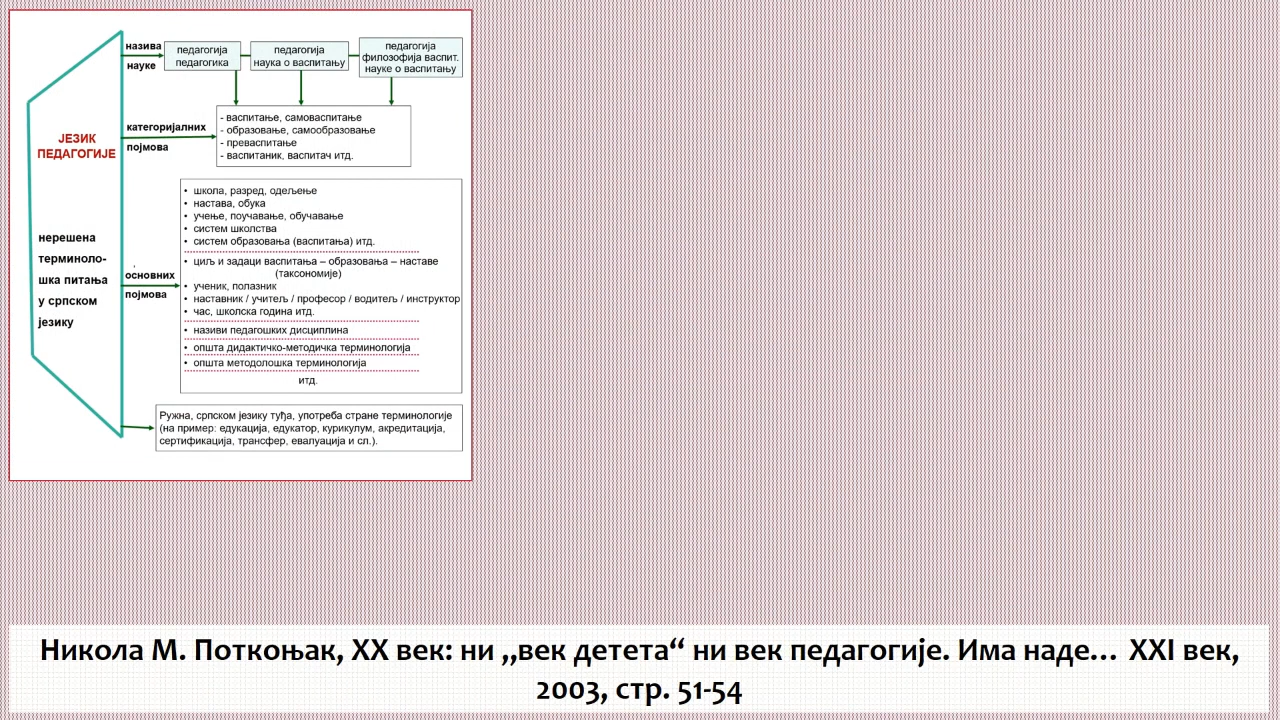 ЈЕЗИК
ПЕДАГОГИЈЕ
нерешена
терминоло-
шка питања
у српском
језику
назива
науке
педагогија
педагогика
педагогија
наука о васпитању
педагогија
филозофија васпит.
науке о васпитању
категоријалних
појмова
- васпитање, самоваспитање
- образовање, самообразовање
- преваспитање
- васпитаник, васпитач итд.
основних
појмова
• школа, разред, одељење
• настава, обука
• учење, поучавање, обучавање
• систем школства
• систем образовања (васпитања) итд.
• циљ и задаци васпитања – образовања – наставе
(таксономије)
• ученик, полазник
• наставник / учитељ / професор / водитељ / инструктор
• час, школска година итд.
• називи педагошких дисциплина
• општа дидактичко-методичка терминологија
• општа методолошка терминологија
итд.
Ружна, српском језику туђа, употреба стране терминологије
(на пример: едукација, едукатор, курикулум, акредитација,
сертификација, трансфер, евалуација и сл.).
Никола М. Поткоњак, XX век: ни „век детета“ ни век педагогије. Има наде... XXI век,
2003, стр. 51-54